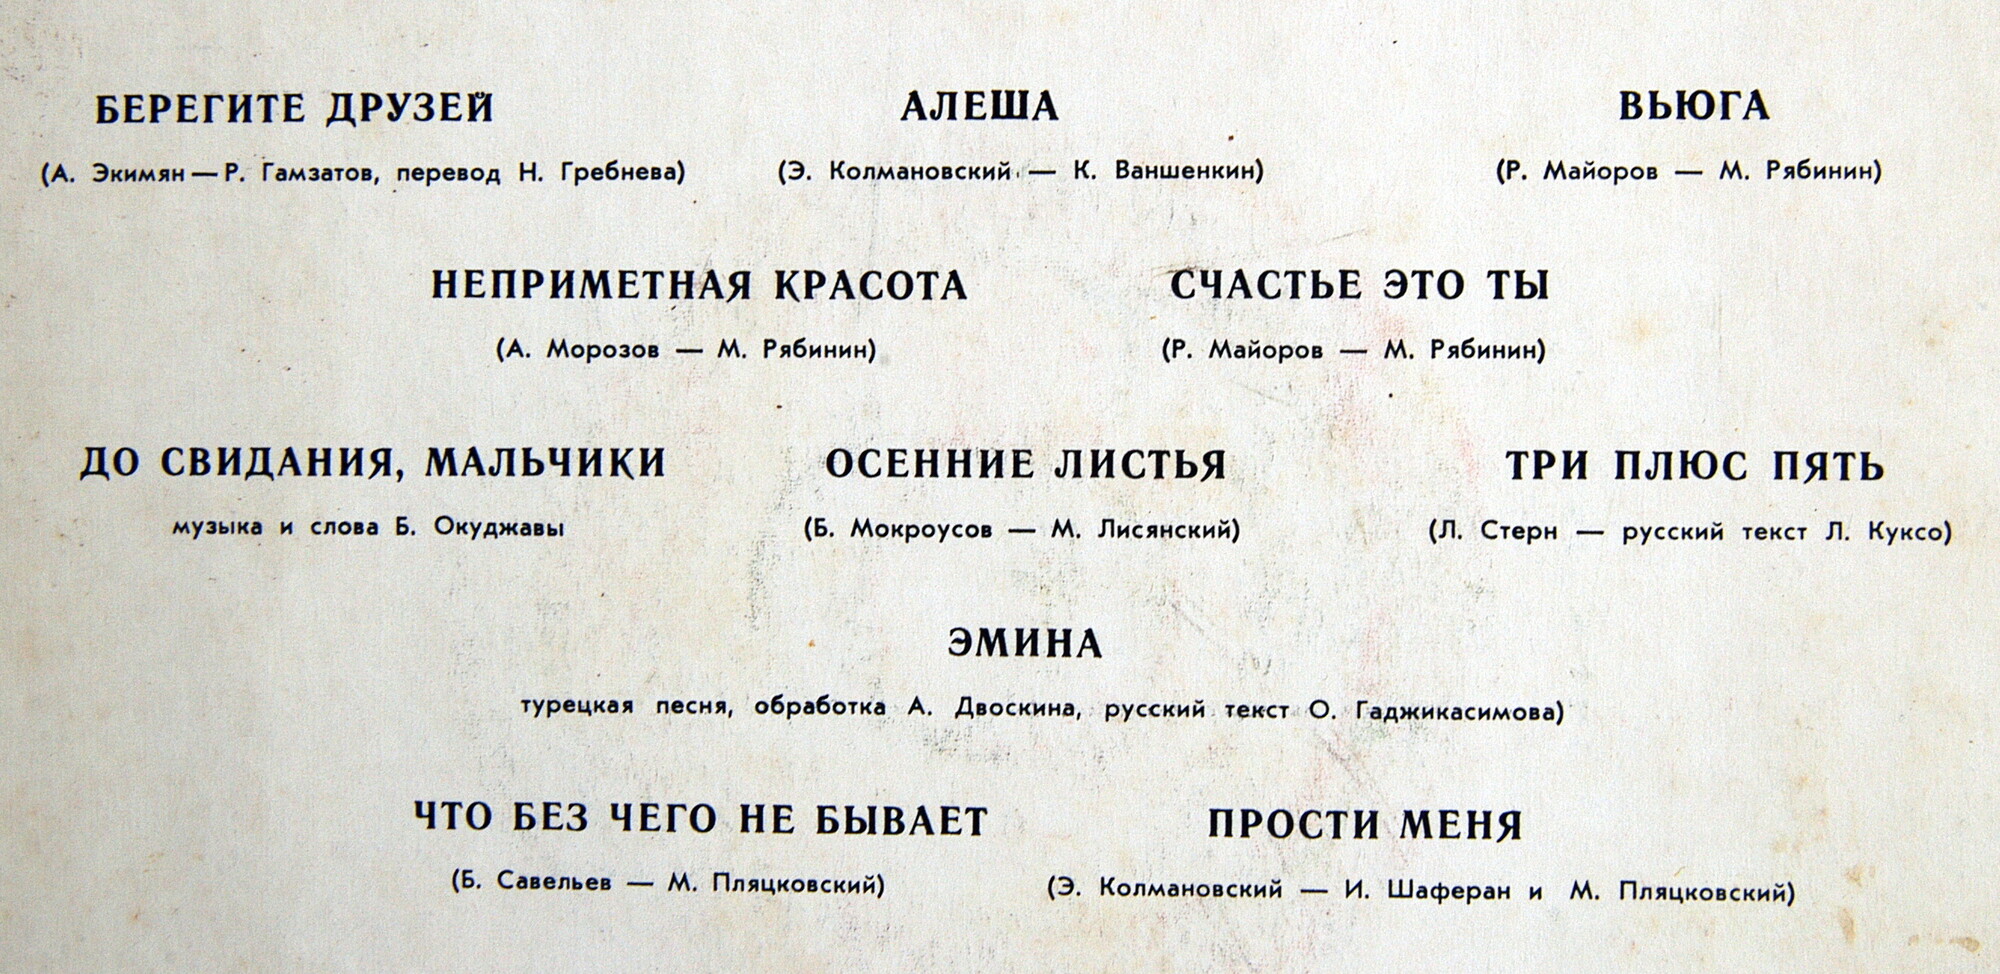 БЕРЕГИТЕ ДРУЗЕЙ
(А. Экимян — Р. Гамзатов, перевод Н. Гребнева)
АЛЕША
(Э. Колмановский — К. Ваншенкин)
ВЬЮГА
(Р. Майоров — М. Рябинин)
НЕПРИМЕТНАЯ КРАСОТА
(А. Морозов — М. Рябинин)
СЧАСТЬЕ ЭТО ТЫ
(Р. Майоров — М. Рябинин)
ДО СВИДАНИЯ, МАЛЬЧИКИ
музыка и слова Б. Окуджавы
ОСЕННИЕ ЛИСТЬЯ
(Б. Мокроусов — М. Лисянский)
ТРИ ПЛЮС ПЯТЬ
(Л. Стерн — русский текст Л. Куксо)
ЭМИНА
турецкая песня, обработка А. Двоскина, русский текст О. Гаджикасимова)
ЧТО БЕЗ ЧЕГО НЕ БЫВАЕТ
(Б. Савельев — М. Пляцковский)
ПРОСТИ МЕНЯ
(Э. Колмановский — И. Шаферан и М. Пляцковский)